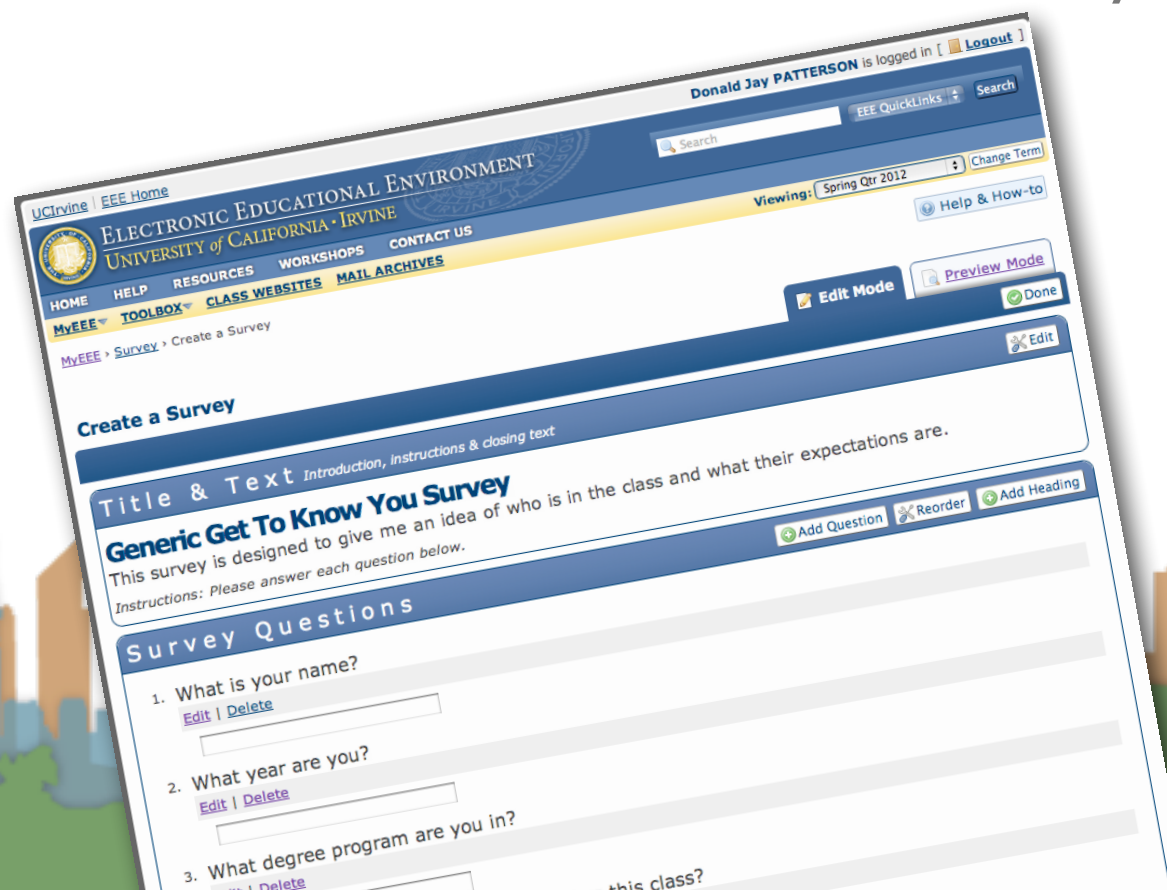 Donald Jay PATTERSON is logged in [ Logout ]
UCIrvine | EEE Home
Search EEE QuickLinks Search
ELECTRONIC EDUCATIONAL ENVIRONMENT
UNIVERSITY of CALIFORNIA · IRVINE
HOME HELP RESOURCES WORKSHOPS CONTACT US
Viewing: Spring Qtr 2012 Change Term
MYEEE TOOLBOX CLASS WEBSITES MAIL ARCHIVES
Help & How-to
MyEEE › Survey › Create a Survey
Edit Mode Preview Mode
Create a Survey
Done
Title & Text Introduction, instructions & closing text Edit
Generic Get To Know You Survey
This survey is designed to give me an idea of who is in the class and what their expectations are.
Instructions: Please answer each question below.
Survey Questions Add Question Reorder Add Heading
1. What is your name?
Edit | Delete
2. What year are you?
Edit | Delete
3. What degree program are you in?
Delete
this class?